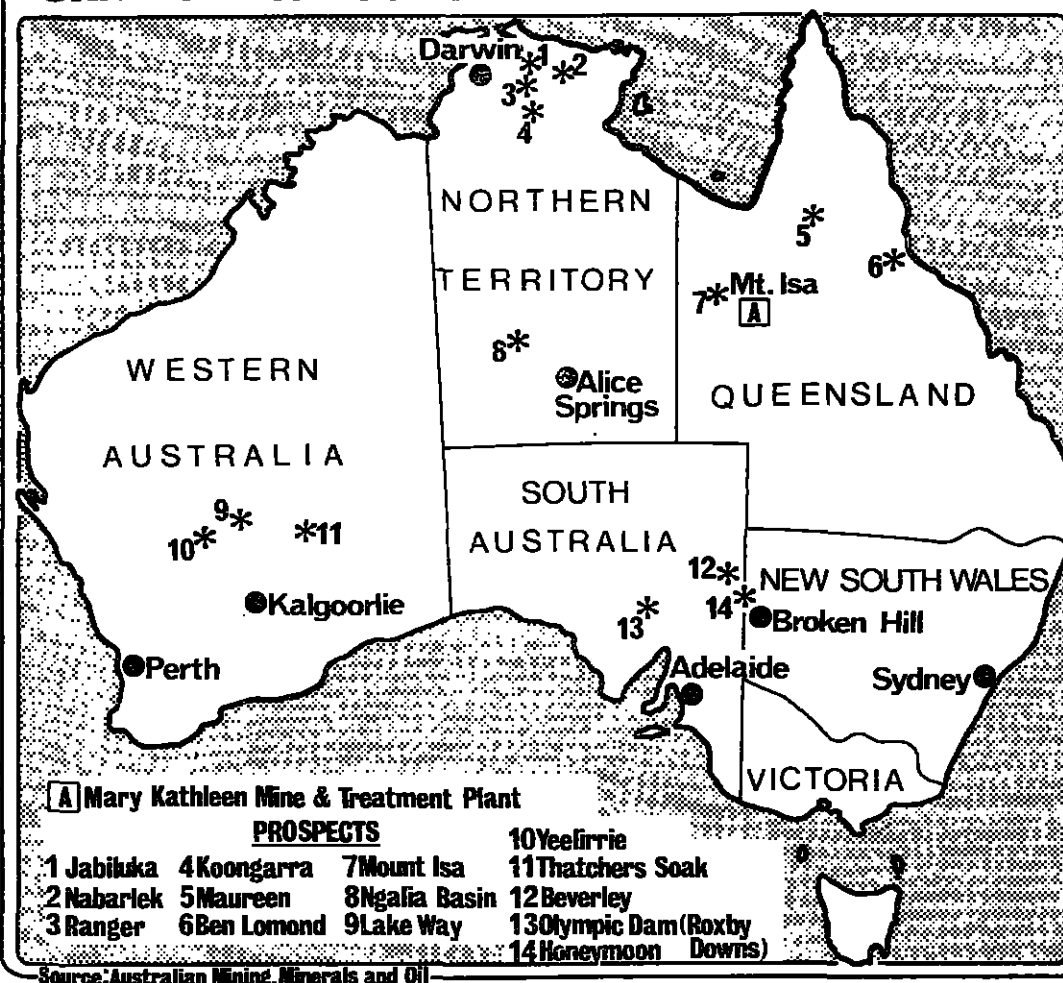 Darwin
1
2
3
4
NORTHERN
TERRITORY
5
6
7 Mt. Isa
A
8
Alice
Springs
WESTERN
AUSTRALIA
QUEENSLAND
SOUTH
AUSTRALIA
9
10
11
12
NEW SOUTH WALES
Kalgoorlie
13
14
Broken Hill
Perth
Adelaide
Sydney
VICTORIA
A Mary Kathleen Mine & Treatment Plant
PROSPECTS
1 Jabiluka
2 Nabarlek
3 Ranger
4 Koongarra
5 Maureen
6 Ben Lomond
7 Mount Isa
8 Ngalia Basin
9 Lake Way
10 Yeelirrie
11 Thatchers Soak
12 Beverley
13 Olympic Dam (Roxby
Downs)
14 Honeymoon
Source: Australian Mining, Minerals and Oil